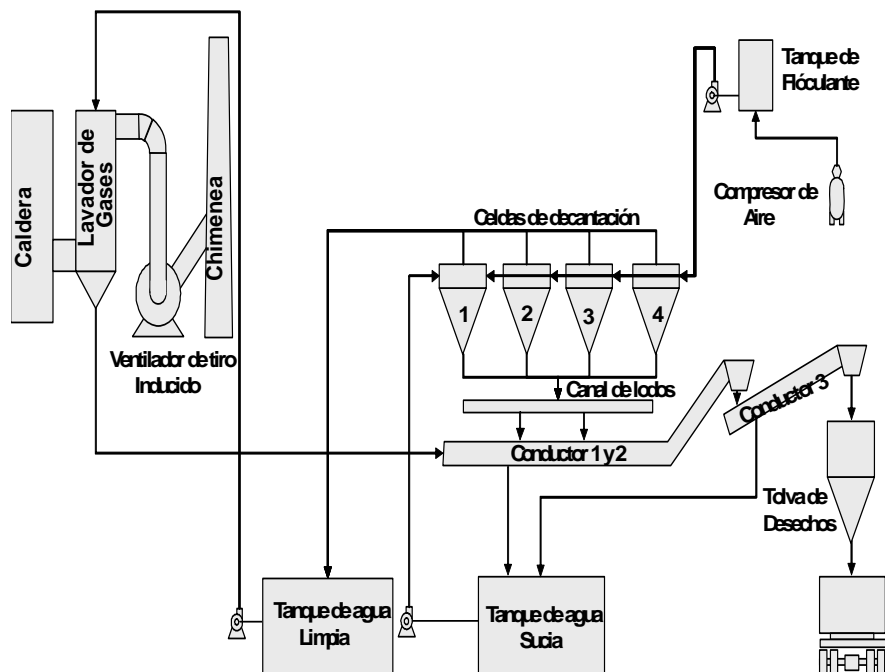 Tanque de
Flóculante
Lavador de
Gases
Caldera
Chimenea
Compresor de
Aire
Celdas de decantación
1
2
3
4
Ventilador de tiro
Inducido
Canal de lodos
Conductor 3
Conductor 1 y 2
Tolva de
Desechos
Tanque de agua
Limpia
Tanque de agua
Sucia